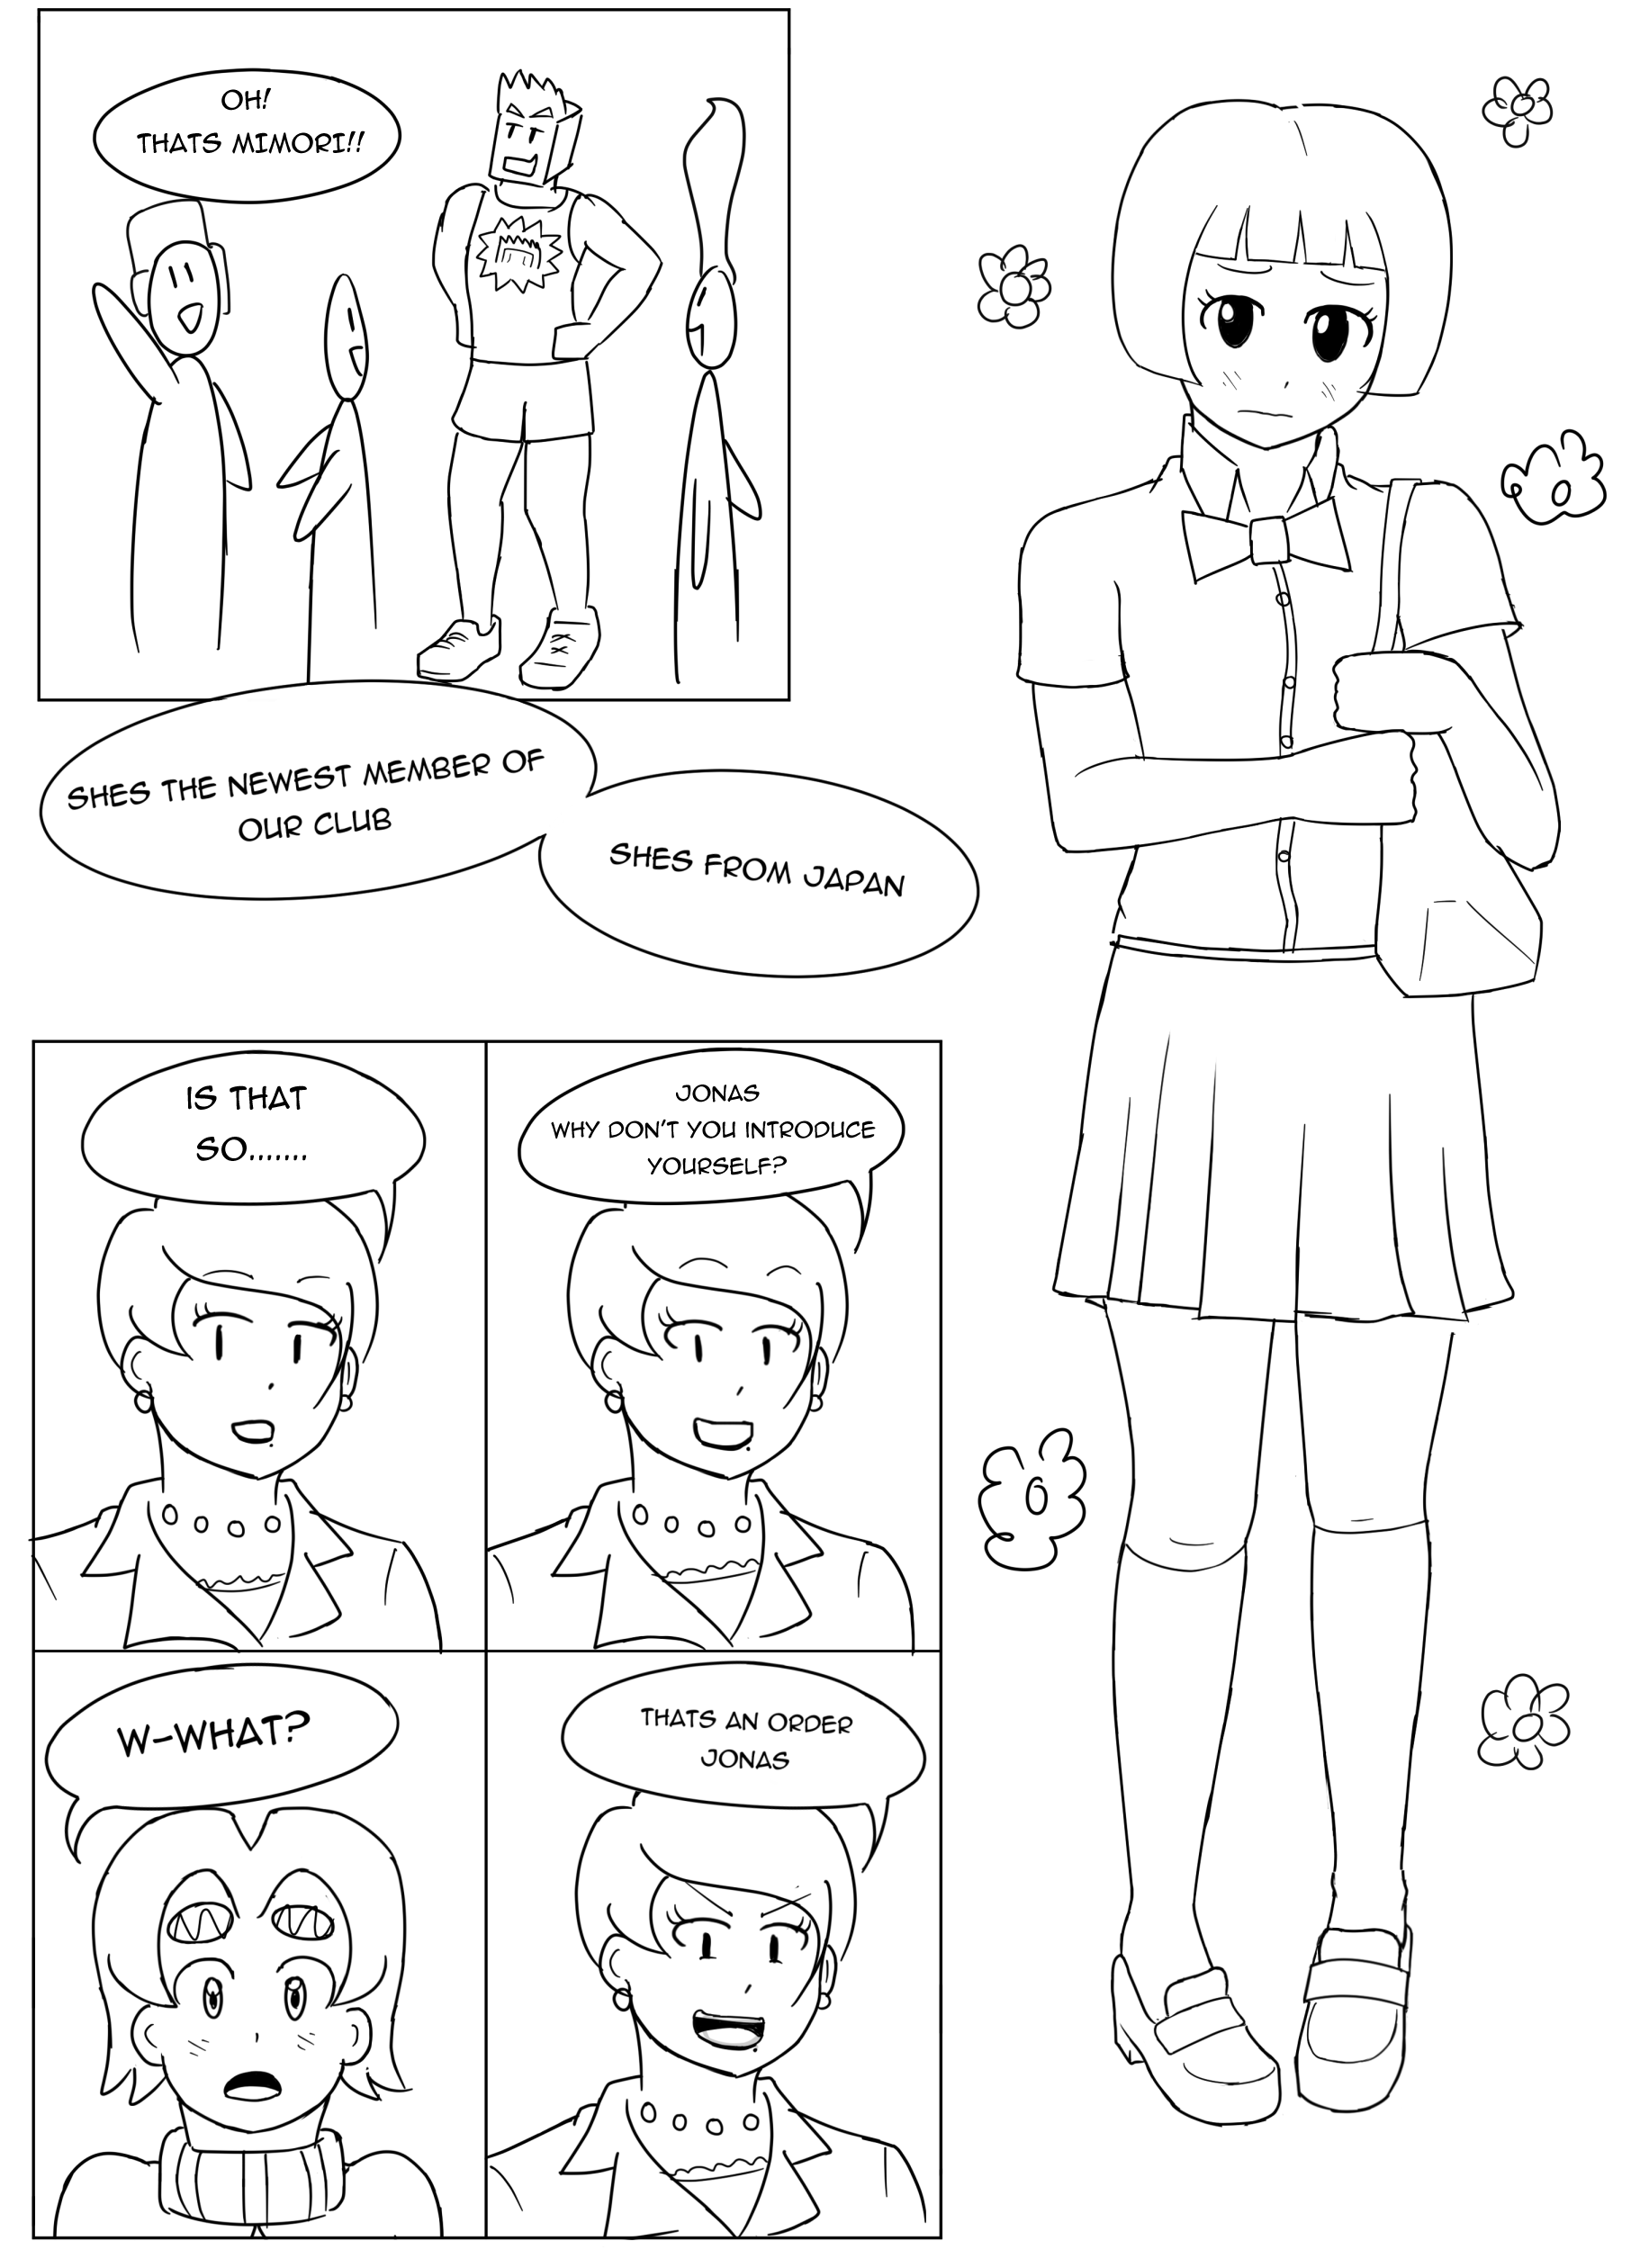 OH!
THATS MIMORI!!
SHES THE NEWEST MEMBER OF
OUR CLUB
SHES FROM JAPAN
IS THAT
SO.......
JONAS
WHY DON'T YOU INTRODUCE
YOURSELF?
W-WHAT?
THATS AN ORDER
JONAS